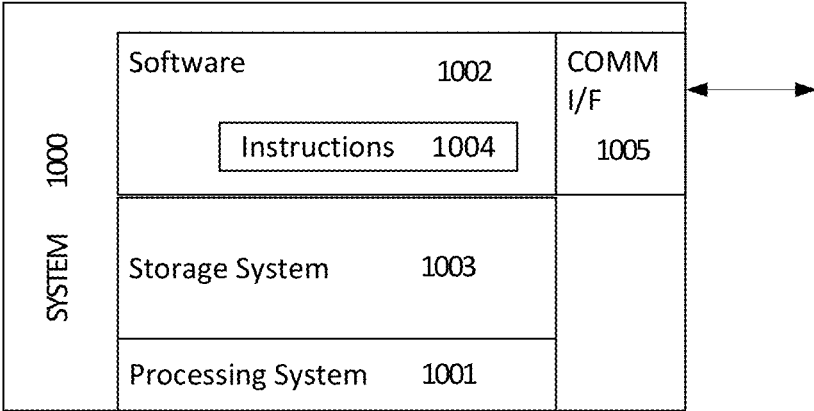 Software 1002
COMM
I/F
1005
Instructions 1004
SYSTEM 1000
Storage System 1003
Processing System 1001